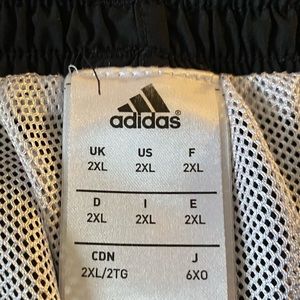 adidas
UK US F
2XL 2XL 2XL
D I E
2XL 2XL 2XL
CDN J
2XL/2TG 6XO